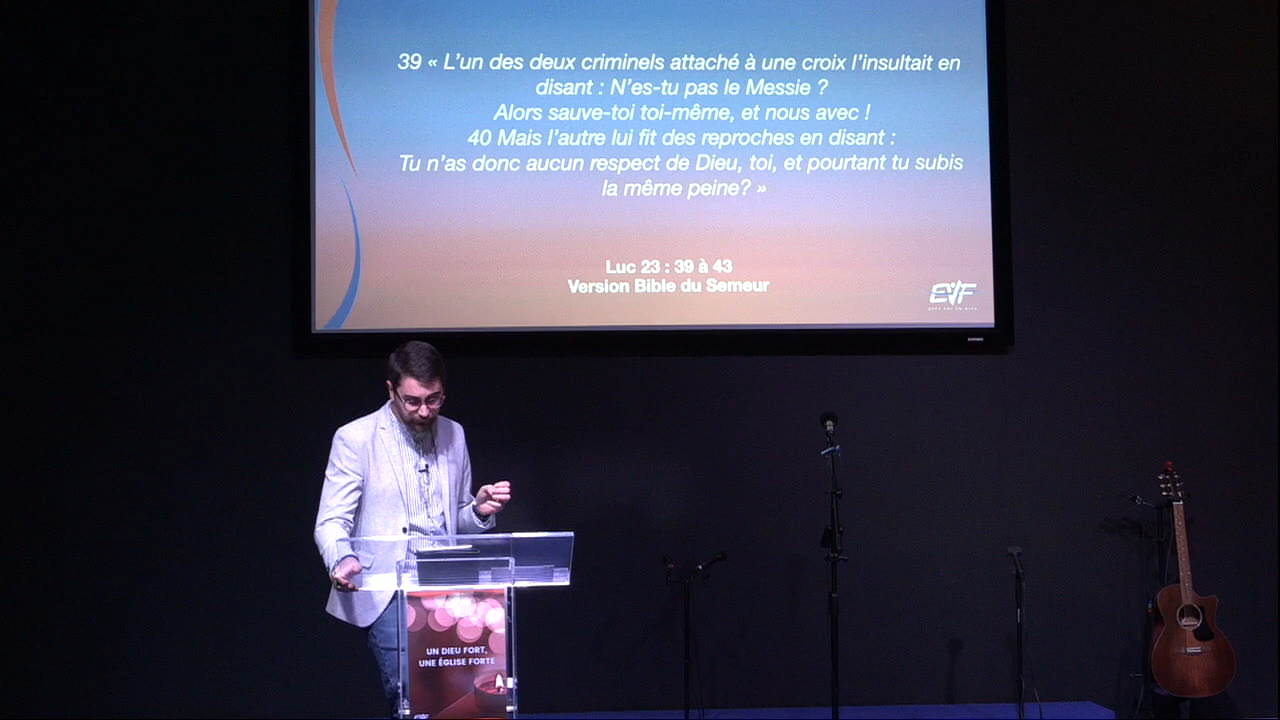 39 « L’un des deux criminels attaché à une croix l’insultait en
disant : N’es-tu pas le Messie ?
Alors sauve-toi toi-même, et nous avec !
40 Mais l’autre lui fit des reproches en disant :
Tu n’as donc aucun respect de Dieu, toi, et pourtant tu subis
la même peine? »
Luc 23 : 39 à 43
Version Bible du Semeur
EVF
UN DIEU FORT,
UNE ÉGLISE FORTE